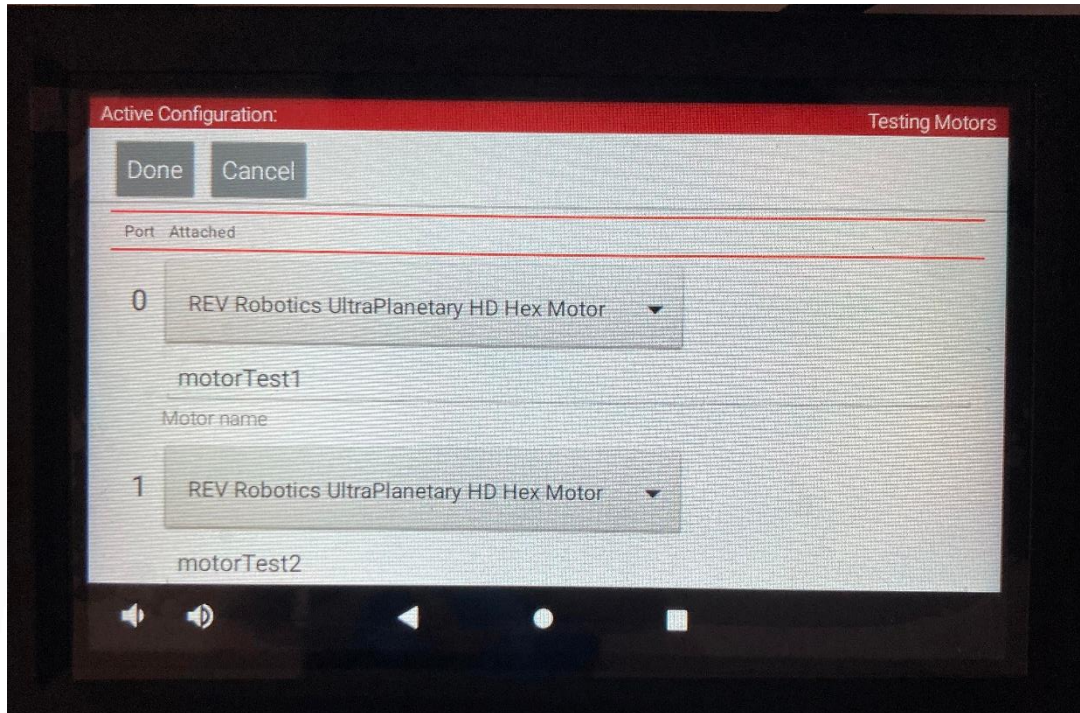 Active Configuration:
Testing Motors
Done Cancel
Port Attached
0 REV Robotics UltraPlanetary HD Hex Motor
motorTest1
Motor name
1 REV Robotics UltraPlanetary HD Hex Motor
motorTest2